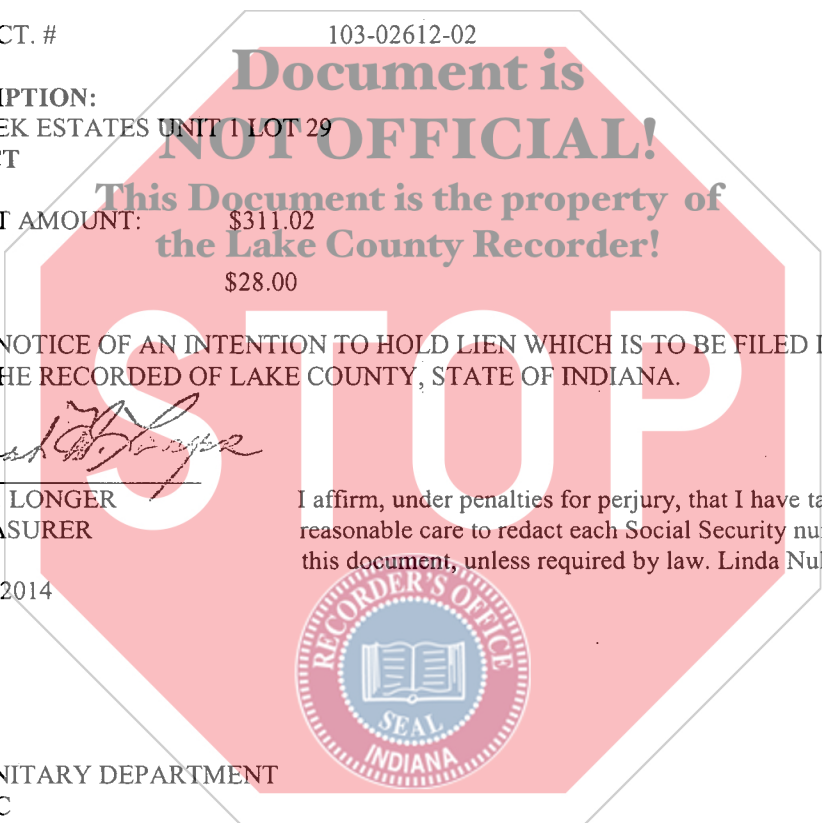 CT. # 103-02612-02
Document is
IPTION:
EK ESTATES UNIT 1 LOT 29
NOT OFFICIAL!
CT
This Document is the property of
T AMOUNT: $311.02
the Lake County Recorder!
$28.00
NOTICE OF AN INTENTION TO HOLD LIEN WHICH IS TO BE FILED I
HE RECORDED OF LAKE COUNTY, STATE OF INDIANA.
STOP
LONGER I affirm, under penalties for perjury, that I have ta
ASURER reasonable care to redact each Social Security nu
this document, unless required by law. Linda Nu
2014
RECORDER'S OFFICE
SEAL
INDIANA
NITARY DEPARTMENT
C